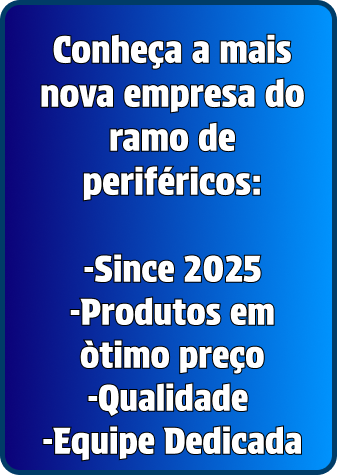 Conheça a mais
nova empresa do
ramo de
periféricos:
-Since 2025
-Produtos em
òtimo preço
-Qualidade
-Equipe Dedicada